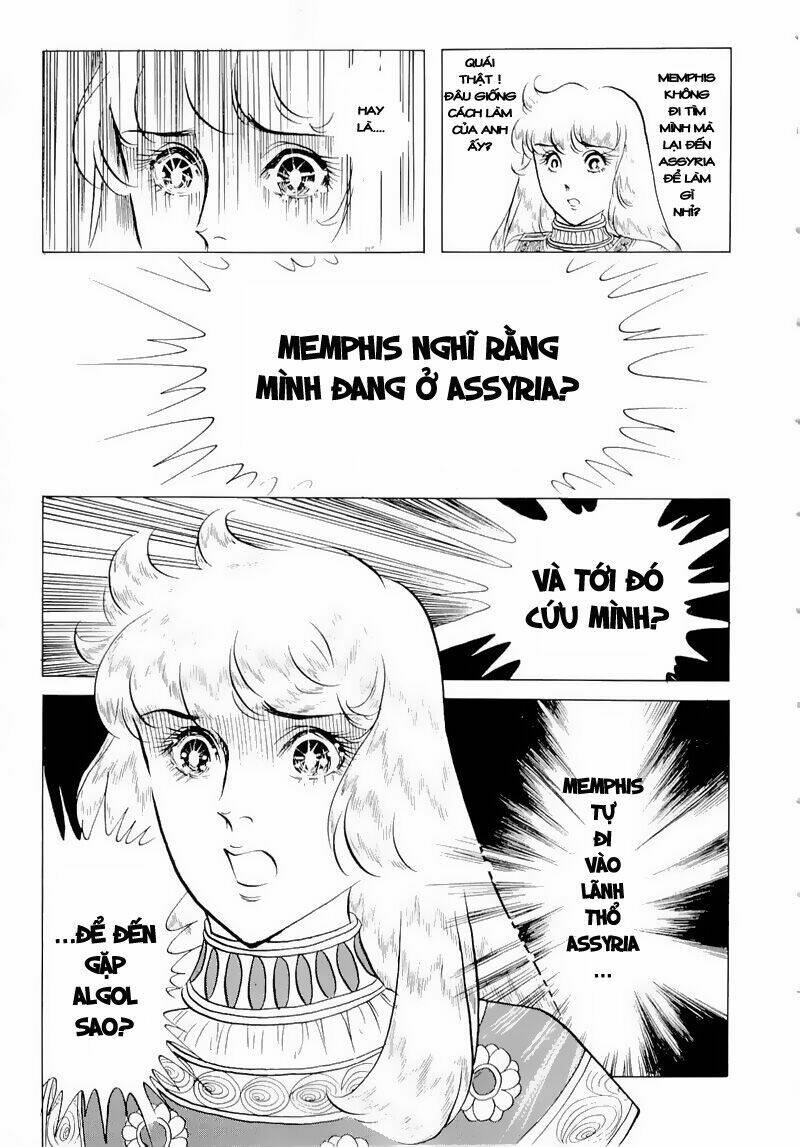 MEMPHIS
KHÔNG
ĐI TÌM
MÌNH MÀ
LẠI ĐẾN
ASSYRIA
ĐỂ LÀM
GÌ
NHỈ?
QUÁI
THẬT !
ĐÂU GIỐNG
CÁCH LÀM
CỦA ANH
ẤY?
HAY
LÀ....
MEMPHIS NGHĨ RẰNG
MÌNH ĐANG Ở ASSYRIA?
VÀ TỚI ĐÓ
CỨU MÌNH?
MEMPHIS
TỰ
ĐI
VÀO
LÃNH
THỔ
ASSYRIA
...
...ĐỂ ĐẾN
GẶP
ALGOL
SAO?